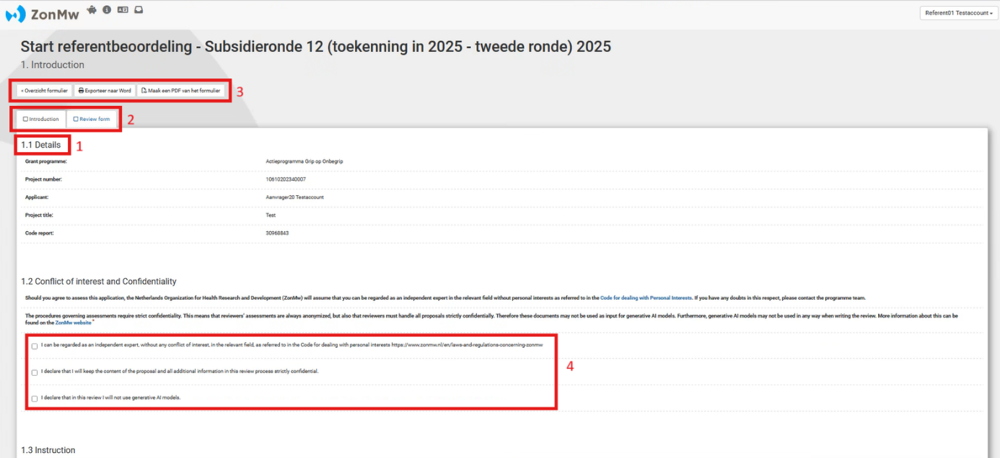 ZonMw
Referent01 Testaccount
Start referentbeoordeling - Subsidieronde 12 (toekenning in 2025 - tweede ronde) 2025
1. Introduction
‹ Overzicht formulier Exporteer naar Word Maak een PDF van het formulier 3
Introduction Review form 2
1.1 Details 1
Grant programme: Actieprogramma Grip op Onbegrip
Project number: 10610202340007
Applicant: Aanvrager20 Testaccount
Project title: Test
Code report: 30968843
1.2 Conflict of interest and Confidentiality
Should you agree to assess this application, the Netherlands Organization for Health Research and Development (ZonMw) will assume that you can be regarded as an independent expert in the relevant field without personal interests as referred to in the Code for dealing with Personal Interests. If you have any doubts in this respect, please contact the programme team.
The procedures governing assessments require strict confidentiality. This means that reviewers' assessments are always anonymized, but also that reviewers must handle all proposals strictly confidentially. Therefore these documents may not be used as input for generative AI models. Furthermore, generative AI models may not be used in any way when writing the review. More information about this can be
found on the ZonMw website *
I can be regarded as an independent expert, without any conflict of interest, in the relevant field, as referred to in the Code for dealing with personal interests https://www.zonmw.nl/en/laws-and-regulations-concerning-zonmw
I declare that I will keep the content of the proposal and all additional information in this review process strictly confidential.
4
I declare that in this review I will not use generative AI models.
1.3 Instruction